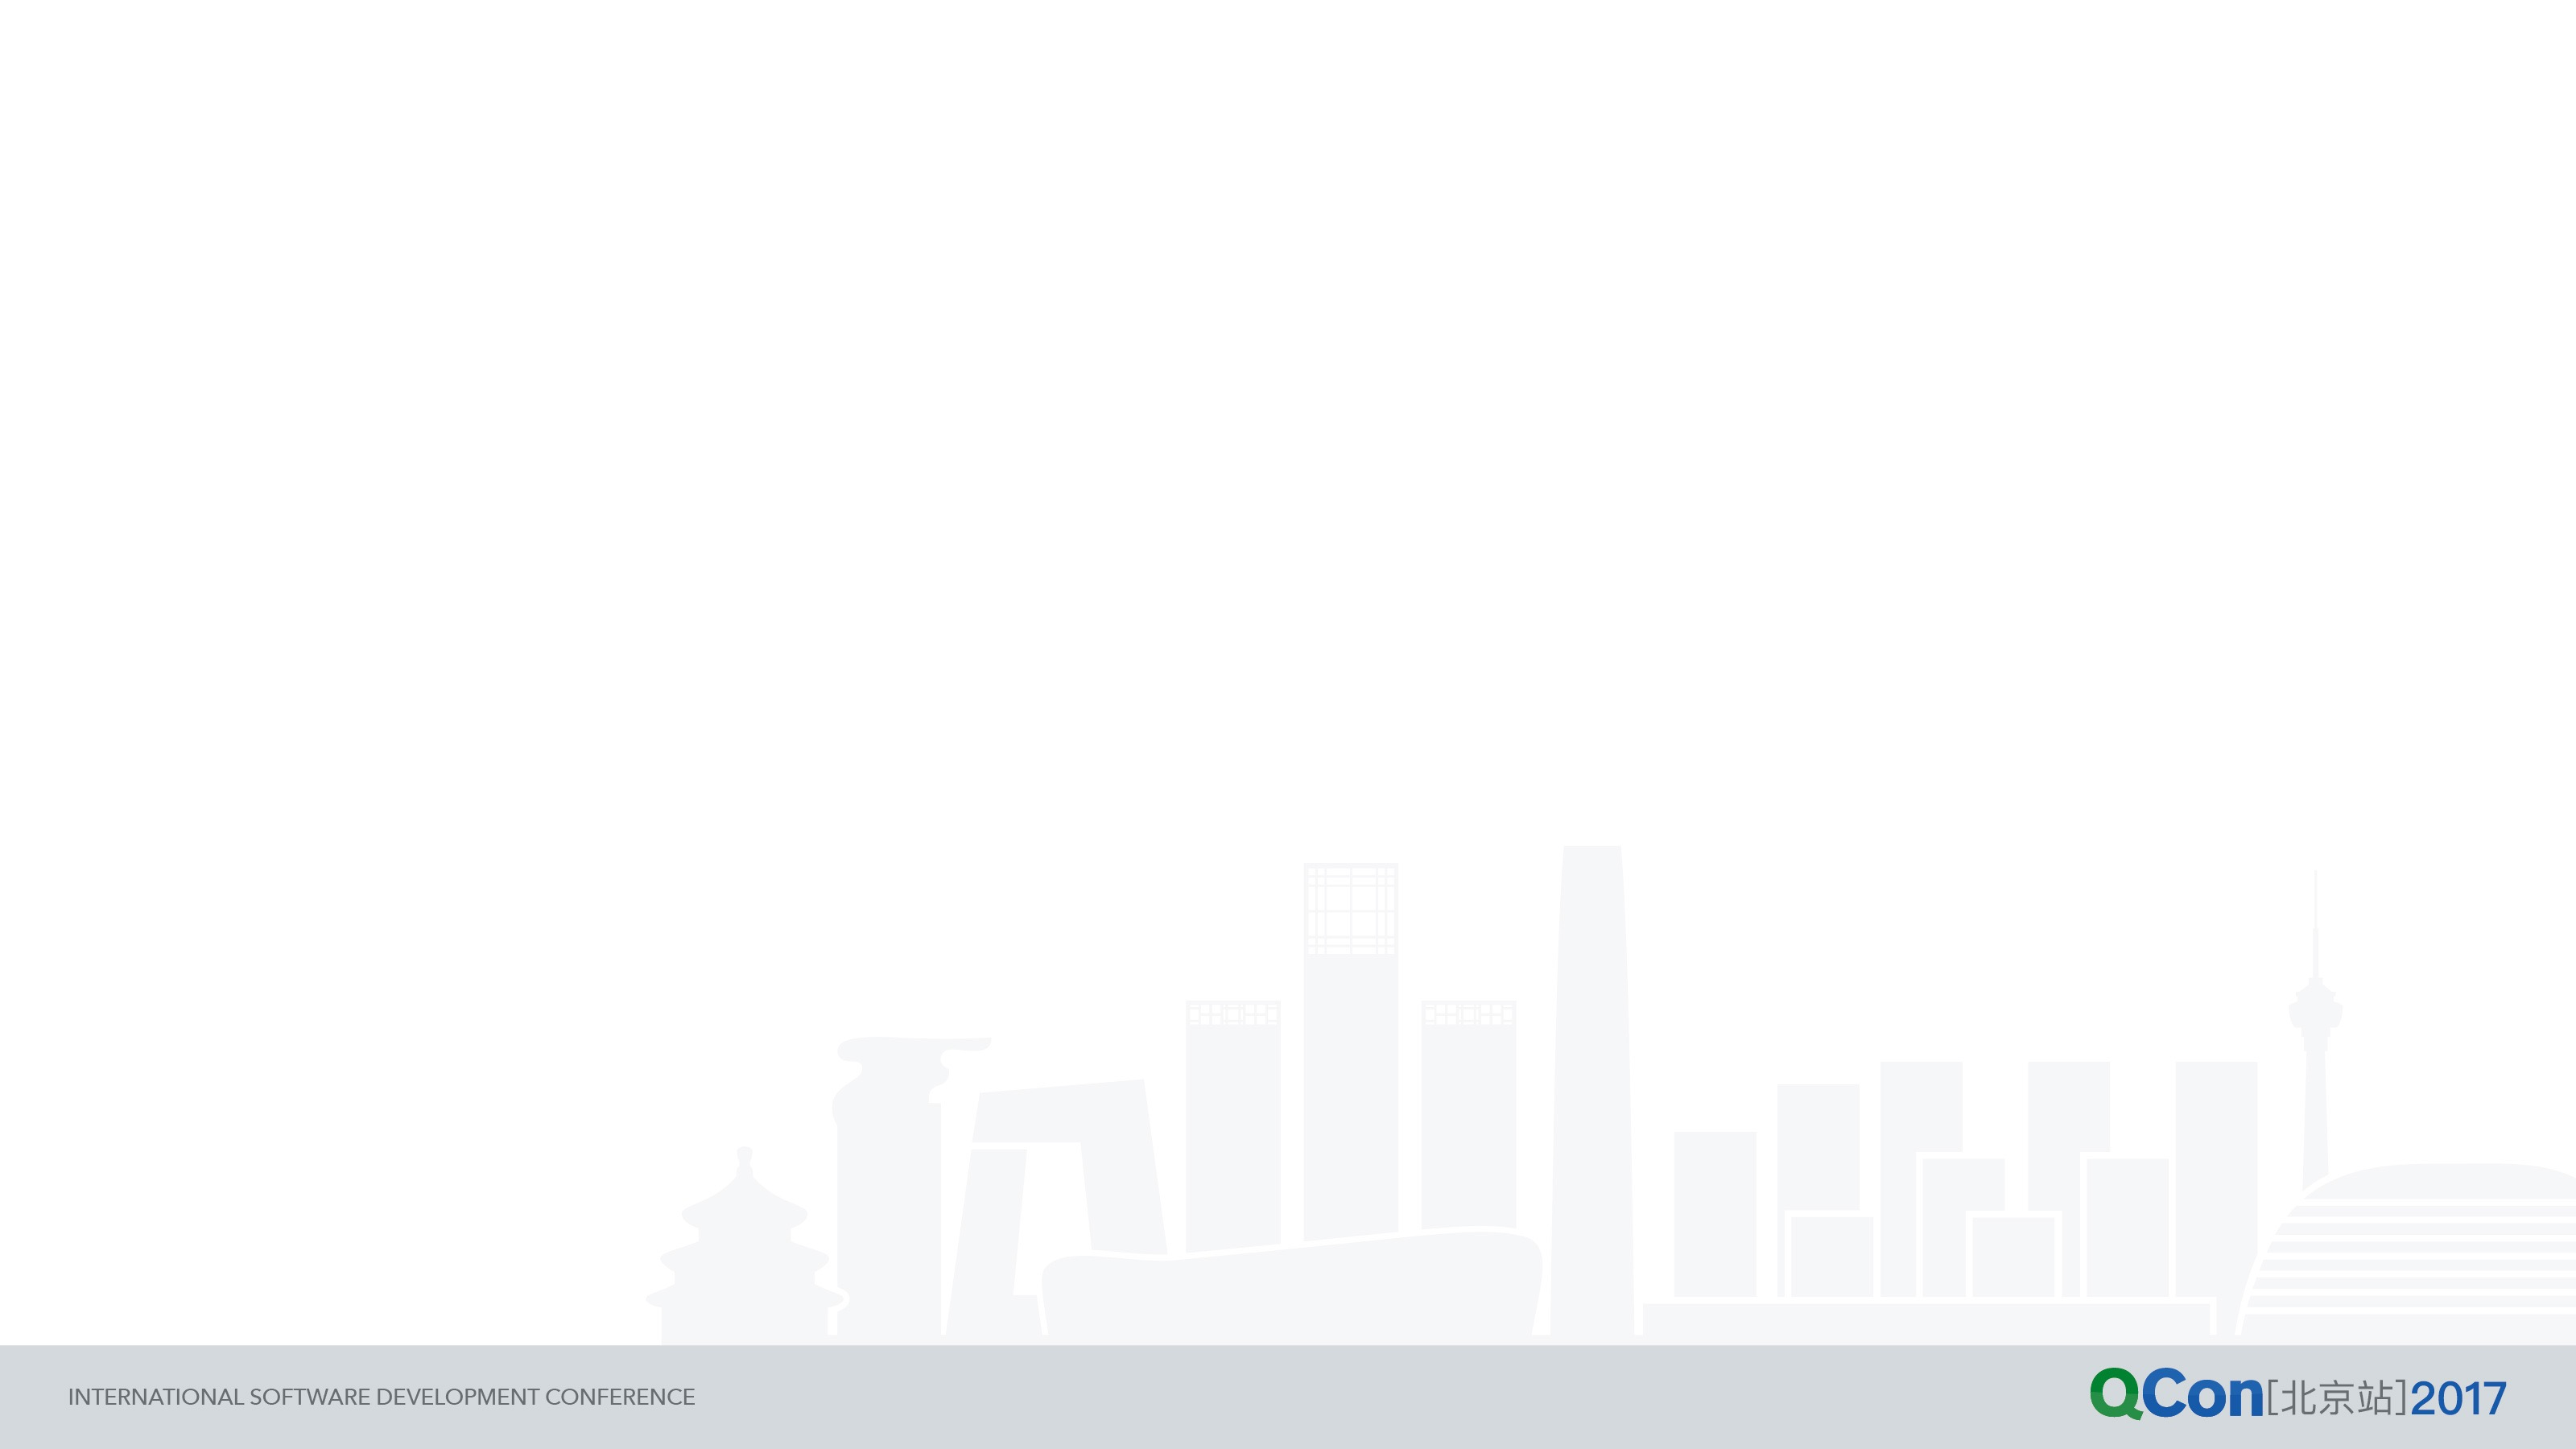 INTERNATIONAL SOFTWARE DEVELOPMENT CONFERENCE
QCon[北京站]2017